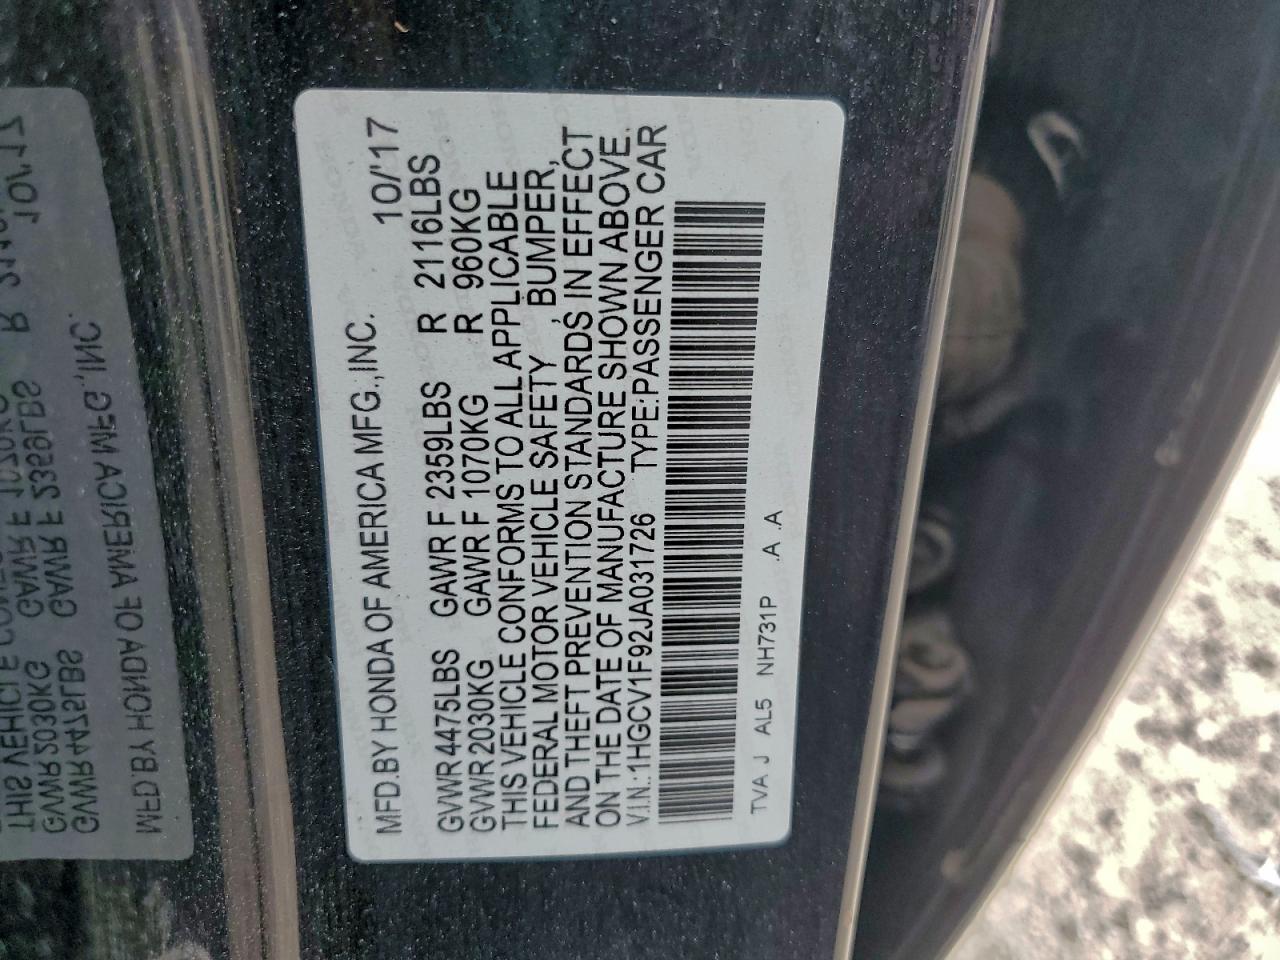 MFD.BY HONDA OF AMERICA MFG.,INC. 10/'17
GVWR 4475LBS GAWR F 2359LBS R 2116LBS
GVWR 2030KG GAWR F 1070KG R 960KG
THIS VEHICLE CONFORMS TO ALL APPLICABLE
FEDERAL MOTOR VEHICLE SAFETY, BUMPER,
AND THEFT PREVENTION STANDARDS IN EFFECT
ON THE DATE OF MANUFACTURE SHOWN ABOVE.
V.I.N.:1HGCV1F92JA031726 TYPE:PASSENGER CAR
TVA J AL5 NH731P .A .A